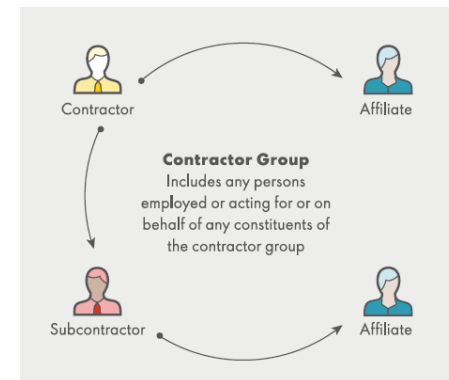 Contractor
Affiliate
Contractor Group
Includes any persons
employed or acting for or on
behalf of any constituents of
the contractor group
Subcontractor
Affiliate